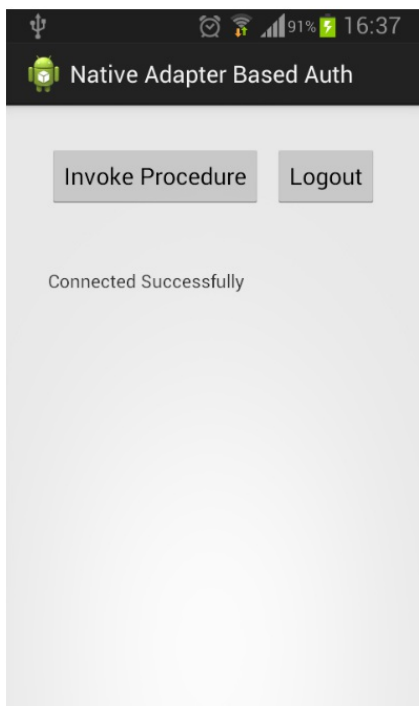 91% 16:37
Native Adapter Based Auth
Invoke Procedure Logout
Connected Successfully